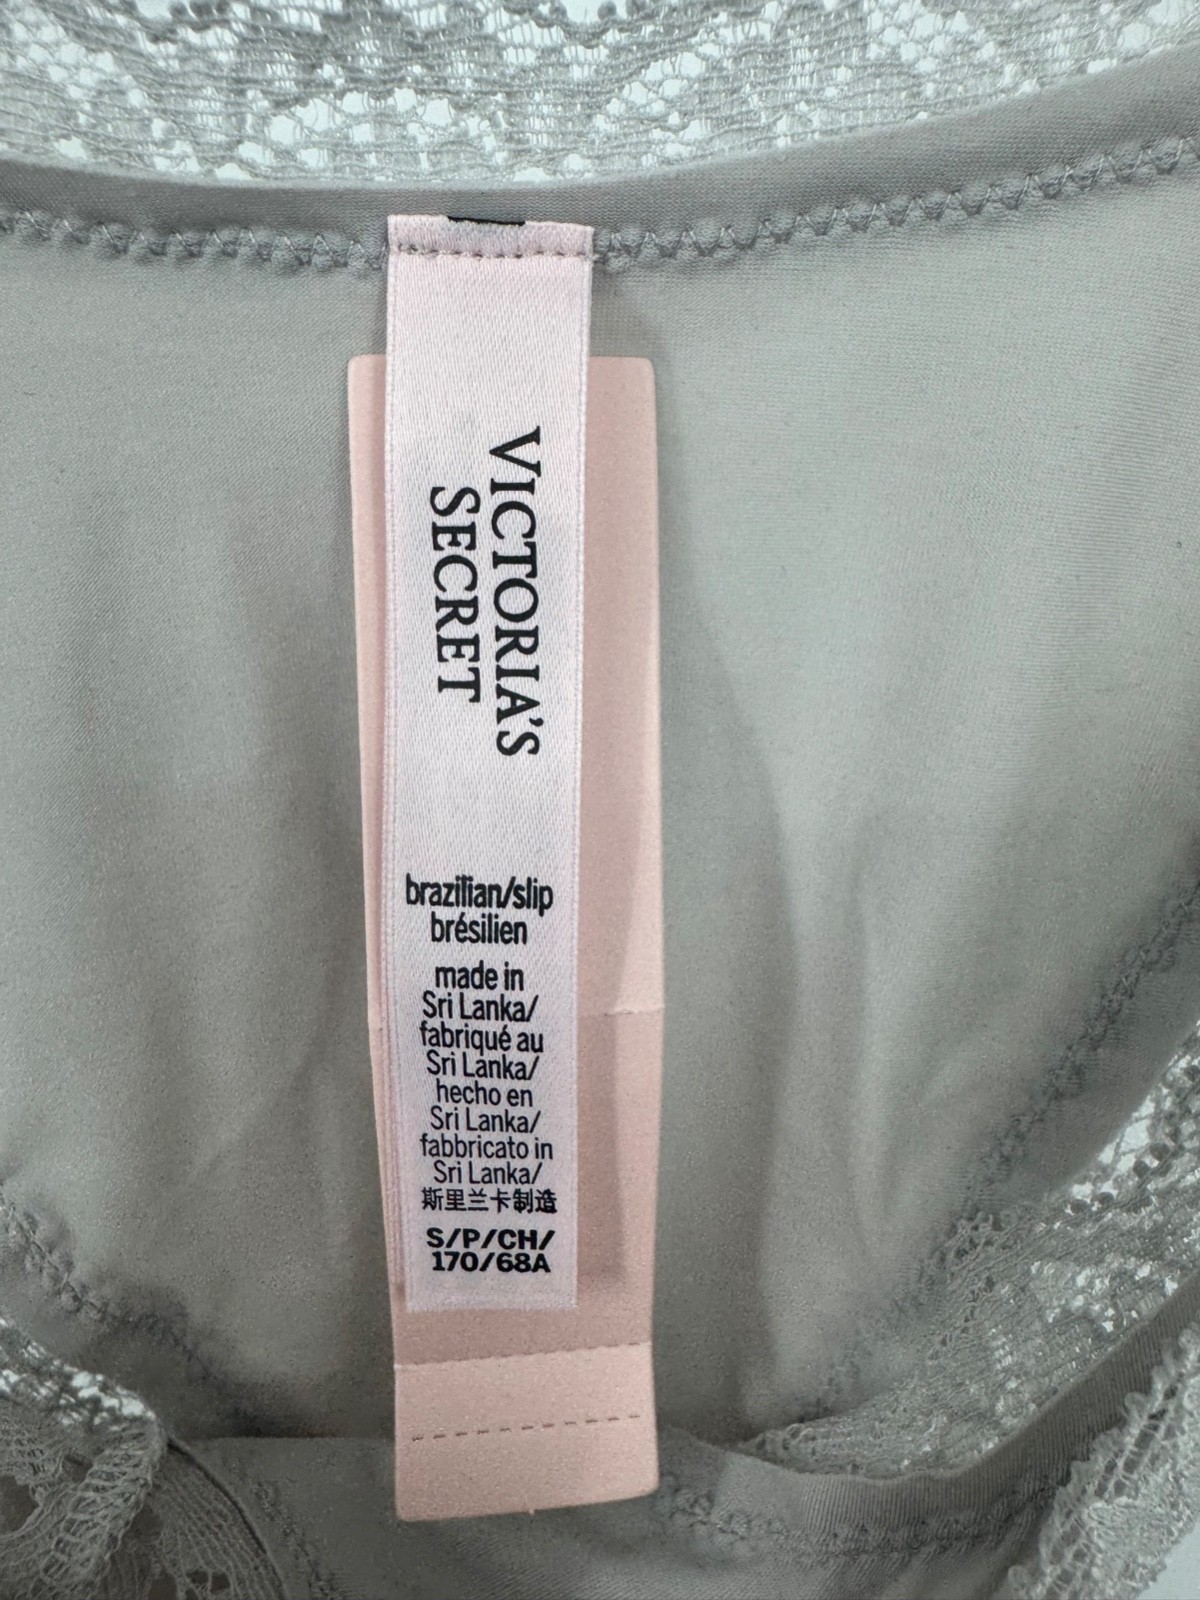 VICTORIA'S
SECRET
brazilian/slip
brésilien
made in
Sri Lanka/
fabriqué au
Sri Lanka/
hecho en
Sri Lanka/
fabbricato in
Sri Lanka/
斯里兰卡制造
S/P/CH/
170/68A